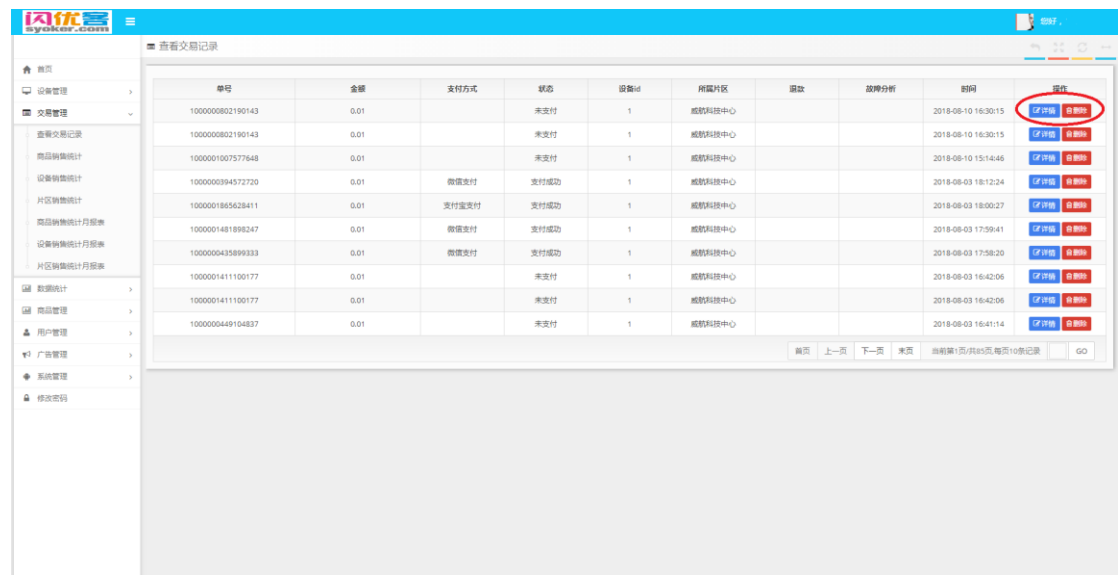 闪优客
syoker.com
您好，
查看交易记录
首页
设备管理
交易管理
查看交易记录
商品销售统计
设备销售统计
片区销售统计
商品销售统计月报表
设备销售统计月报表
片区销售统计月报表
数据统计
商品管理
用户管理
广告管理
系统管理
修改密码
单号 金额 支付方式 状态 设备id 所属片区 退款 故障分析 时间 操作
1000000802190143 0.01 未支付 1 威航科技中心 2018-08-10 16:30:15 详情 删除
1000000802190143 0.01 未支付 1 威航科技中心 2018-08-10 16:30:15 详情 删除
1000001007577648 0.01 未支付 1 威航科技中心 2018-08-10 15:14:46 详情 删除
1000000394572720 0.01 微信支付 支付成功 1 威航科技中心 2018-08-03 18:12:24 详情 删除
1000001865628411 0.01 支付宝支付 支付成功 1 威航科技中心 2018-08-03 18:00:27 详情 删除
1000001481898247 0.01 微信支付 支付成功 1 威航科技中心 2018-08-03 17:59:41 详情 删除
1000000435899333 0.01 微信支付 支付成功 1 威航科技中心 2018-08-03 17:58:20 详情 删除
1000001411100177 0.01 未支付 1 威航科技中心 2018-08-03 16:42:06 详情 删除
1000001411100177 0.01 未支付 1 威航科技中心 2018-08-03 16:42:06 详情 删除
1000000449104837 0.01 未支付 1 威航科技中心 2018-08-03 16:41:14 详情 删除
首页 上一页 下一页 末页 当前第1页/共85页,每页10条记录 GO